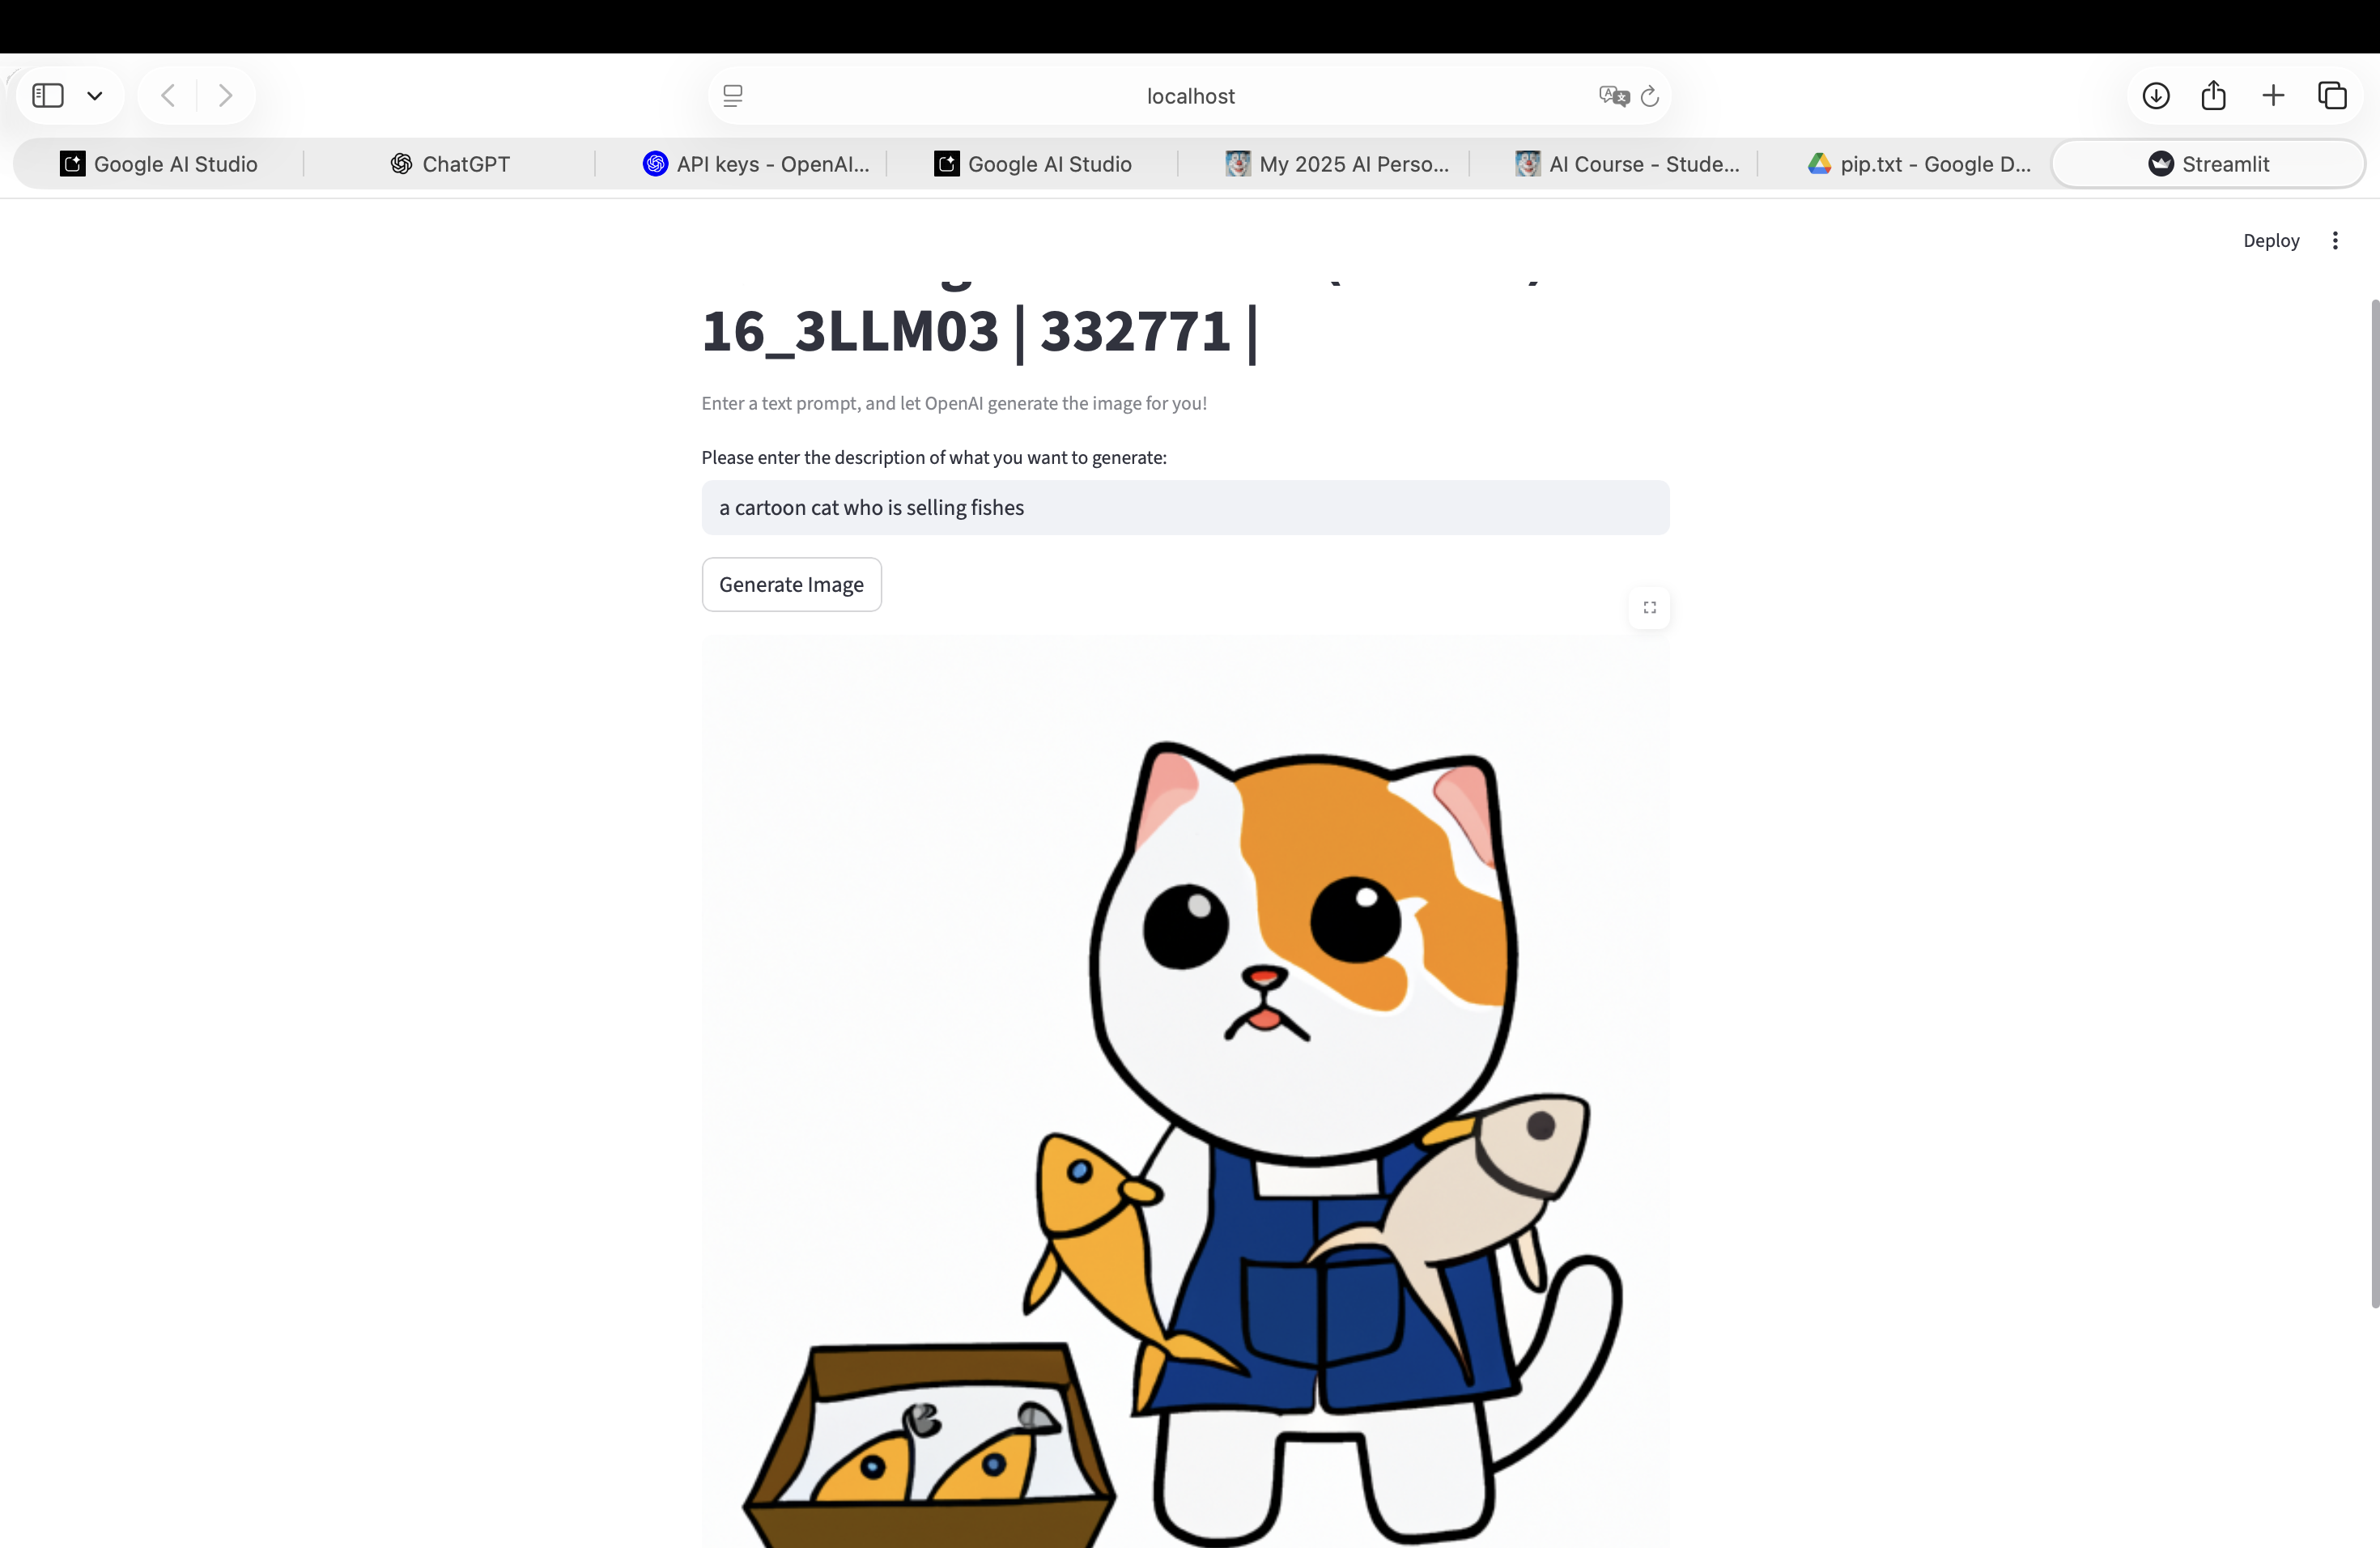 localhost
Google AI Studio
ChatGPT
API keys - OpenAI...
Google AI Studio
My 2025 AI Perso...
AI Course - Stude...
pip.txt - Google D...
Streamlit
Deploy
16_3LLM03 | 332771 |
Enter a text prompt, and let OpenAI generate the image for you!
Please enter the description of what you want to generate:
a cartoon cat who is selling fishes
Generate Image